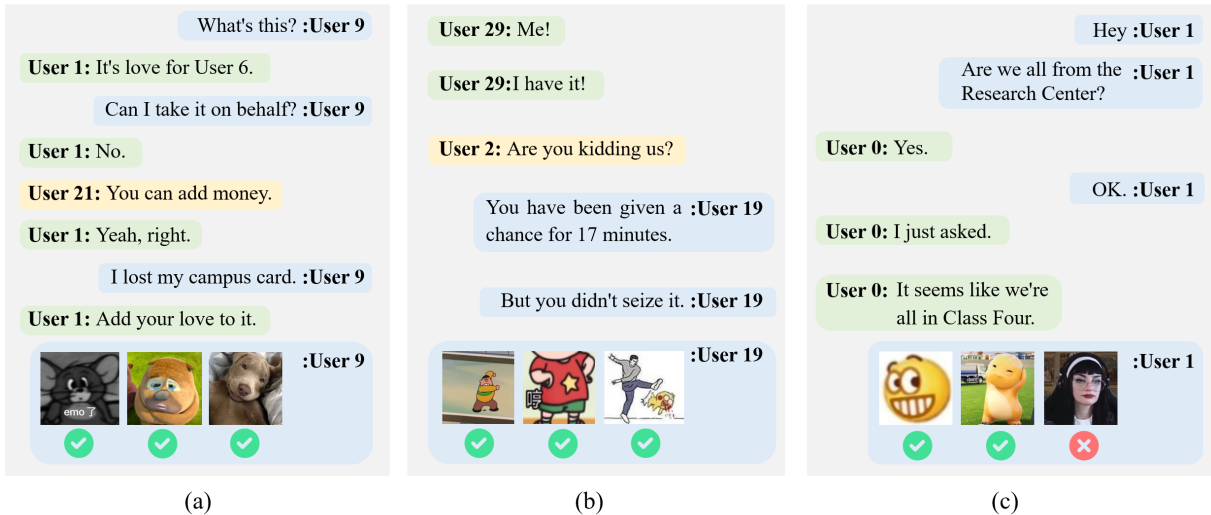 What's this? :User 9
User 1: It's love for User 6.
Can I take it on behalf? :User 9
User 1: No.
User 21: You can add money.
User 1: Yeah, right.
I lost my campus card. :User 9
User 1: Add your love to it.
:User 9
emo 了
(a)
User 29: Me!
User 29:I have it!
User 2: Are you kidding us?
You have been given a :User 19
chance for 17 minutes.
But you didn't seize it. :User 19
:User 19
哼
(b)
Hey :User 1
Are we all from the :User 1
Research Center?
User 0: Yes.
OK. :User 1
User 0: I just asked.
User 0: It seems like we're
all in Class Four.
:User 1
(c)